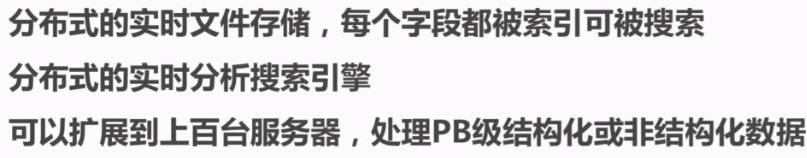 分布式的实时文件存储，每个字段都被索引可被搜索
分布式的实时分析搜索引擎
可以扩展到上百台服务器，处理PB级结构化或非结构化数据